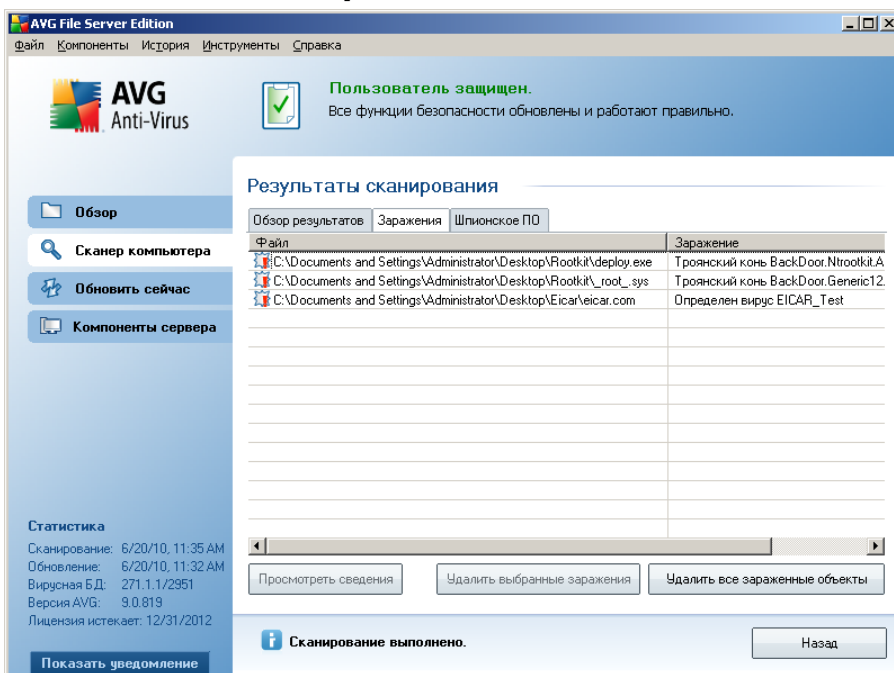 AVG File Server Edition
Файл Компоненты История Инструменты Справка
AVG
Anti-Virus
Пользователь защищен.
Все функции безопасности обновлены и работают правильно.
Обзор
Сканер компьютера
Обновить сейчас
Компоненты сервера
Результаты сканирования
Обзор результатов Заражения Шпионское ПО
Файл Заражение
C:\Documents and Settings\Administrator\Desktop\Rootkit\deploy.exe Троянский конь BackDoor.Ntrootkit.A
C:\Documents and Settings\Administrator\Desktop\Rootkit\_root_.sys Троянский конь BackDoor.Generic12.
C:\Documents and Settings\Administrator\Desktop\Eicar\eicar.com Определен вирус EICAR_Test
Просмотреть сведения Удалить выбранные заражения Удалить все зараженные объекты
Статистика
Сканирование: 6/20/10, 11:35 AM
Обновление: 6/20/10, 11:32 AM
Вирусная БД: 271.1.1/2951
Версия AVG: 9.0.819
Лицензия истекает: 12/31/2012
Показать уведомление
Сканирование выполнено.
Назад